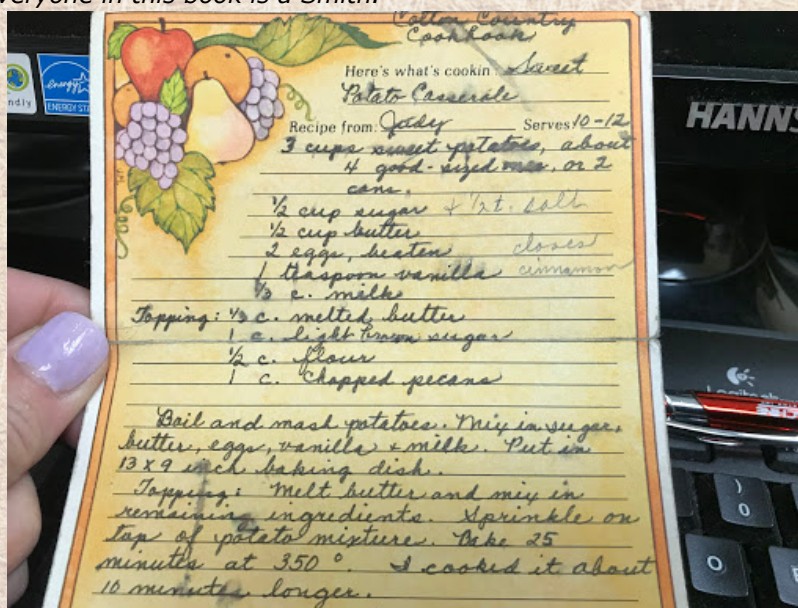 veryone in this book is a Smith.
Cotton Country
Cookbook
Here's what's cookin: Sweet
Potato Casserole
Recipe from: Judy Serves 10-12
3 cups sweet potatoes, about
4 good-sized ones, or 2
cans.
1/2 cup sugar + 1/2 t. salt
1/2 cup butter
2 eggs, beaten cloves
1 teaspoon vanilla cinnamon
1/3 c. milk
Topping: 1/3 c. melted butter
1 c. light brown sugar
1/2 c. flour
1 c. chopped pecans
Boil and mash potatoes. Mix in sugar,
butter, eggs, vanilla + milk. Put in
13 x 9 inch baking dish.
Topping: Melt butter and mix in
remaining ingredients. Sprinkle on
top of potato mixture. Bake 25
minutes at 350°. I cooked it about
10 minutes longer.
ndly
energy
ENERGY STA
HANNS
Logitech
)
0
O